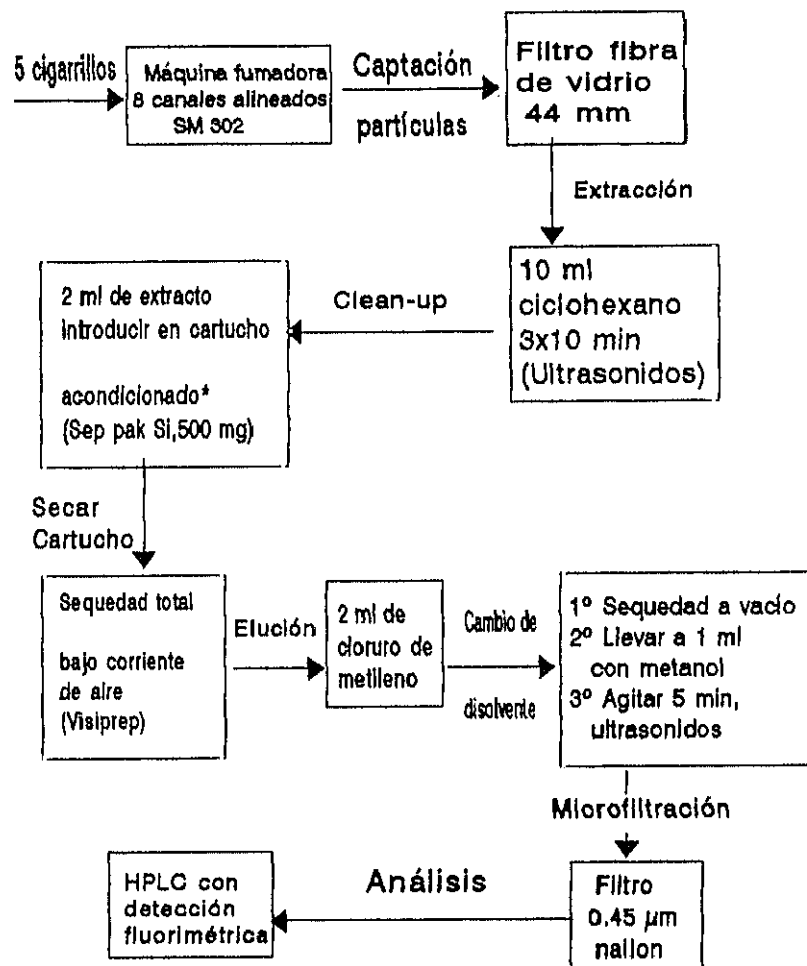 5 cigarrillos
Máquina fumadora
8 canales alineados
SM 302
Captación
partículas
Filtro fibra
de vidrio
44 mm
Extracción
10 ml
ciclohexano
3x10 min
(Ultrasonidos)
Clean-up
2 ml de extracto
introducir en cartucho
acondicionado*
(Sep pak Si,500 mg)
Secar
Cartucho
Sequedad total
bajo corriente
de aire
(Visiprep)
Elución
2 ml de
cloruro de
metileno
Cambio de
disolvente
1º Sequedad a vacío
2º Llevar a 1 ml
con metanol
3º Agitar 5 min,
ultrasonidos
Microfiltración
Filtro
0,45 µm
nailon
Análisis
HPLC con
detección
fluorimétrica